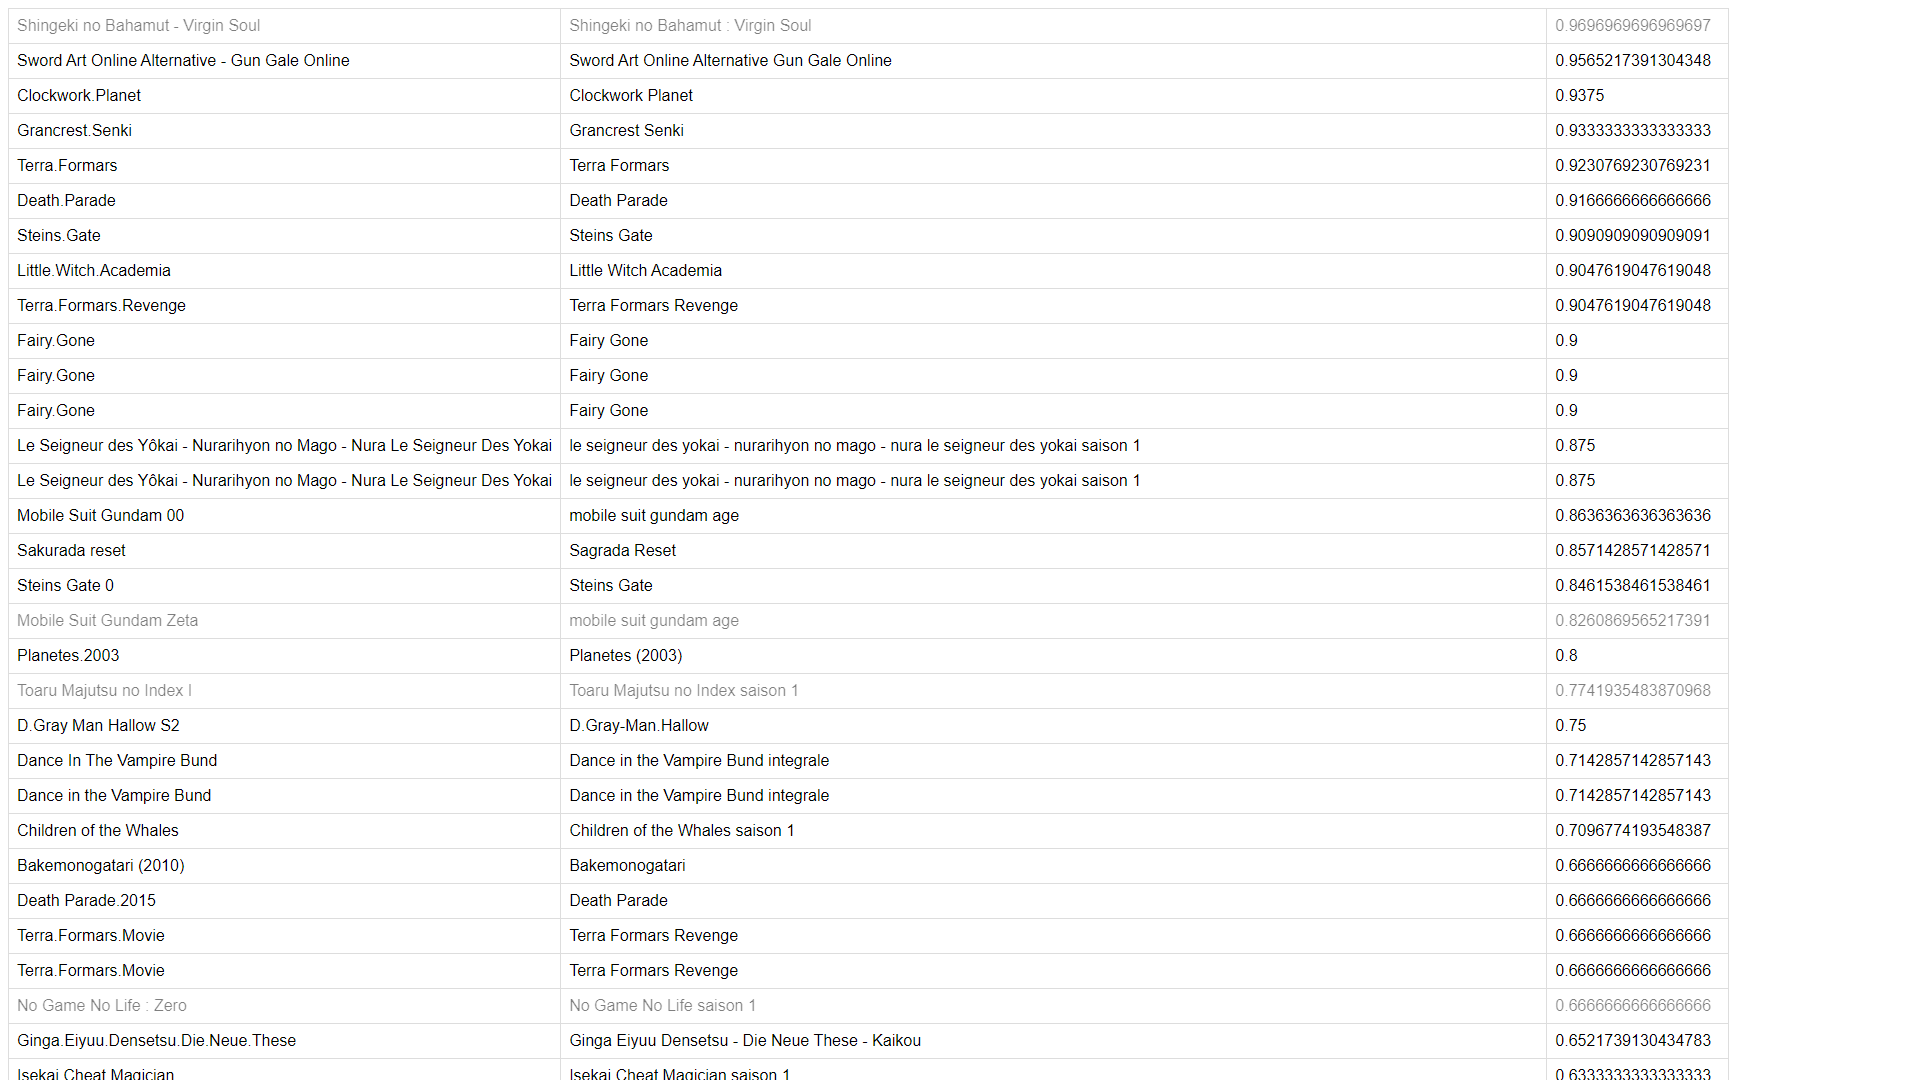 Shingeki no Bahamut - Virgin Soul Shingeki no Bahamut : Virgin Soul 0.9696969696969697
Sword Art Online Alternative - Gun Gale Online Sword Art Online Alternative Gun Gale Online 0.9565217391304348
Clockwork.Planet Clockwork Planet 0.9375
Grancrest.Senki Grancrest Senki 0.9333333333333333
Terra.Formars Terra Formars 0.9230769230769231
Death.Parade Death Parade 0.9166666666666666
Steins.Gate Steins Gate 0.9090909090909091
Little.Witch.Academia Little Witch Academia 0.9047619047619048
Terra.Formars.Revenge Terra Formars Revenge 0.9047619047619048
Fairy.Gone Fairy Gone 0.9
Fairy.Gone Fairy Gone 0.9
Fairy.Gone Fairy Gone 0.9
Le Seigneur des Yôkai - Nurarihyon no Mago - Nura Le Seigneur Des Yokai le seigneur des yokai - nurarihyon no mago - nura le seigneur des yokai saison 1 0.875
Le Seigneur des Yôkai - Nurarihyon no Mago - Nura Le Seigneur Des Yokai le seigneur des yokai - nurarihyon no mago - nura le seigneur des yokai saison 1 0.875
Mobile Suit Gundam 00 mobile suit gundam age 0.8636363636363636
Sakurada reset Sagrada Reset 0.8571428571428571
Steins Gate 0 Steins Gate 0.8461538461538461
Mobile Suit Gundam Zeta mobile suit gundam age 0.8260869565217391
Planetes.2003 Planetes (2003) 0.8
Toaru Majutsu no Index I Toaru Majutsu no Index saison 1 0.7741935483870968
D.Gray Man Hallow S2 D.Gray-Man.Hallow 0.75
Dance In The Vampire Bund Dance in the Vampire Bund integrale 0.7142857142857143
Dance in the Vampire Bund Dance in the Vampire Bund integrale 0.7142857142857143
Children of the Whales Children of the Whales saison 1 0.7096774193548387
Bakemonogatari (2010) Bakemonogatari 0.6666666666666666
Death Parade.2015 Death Parade 0.6666666666666666
Terra.Formars.Movie Terra Formars Revenge 0.6666666666666666
Terra.Formars.Movie Terra Formars Revenge 0.6666666666666666
No Game No Life : Zero No Game No Life saison 1 0.6666666666666666
Ginga.Eiyuu.Densetsu.Die.Neue.These Ginga Eiyuu Densetsu - Die Neue These - Kaikou 0.6521739130434783
Isekai Cheat Magician Isekai Cheat Magician saison 1 0.6333333333333333